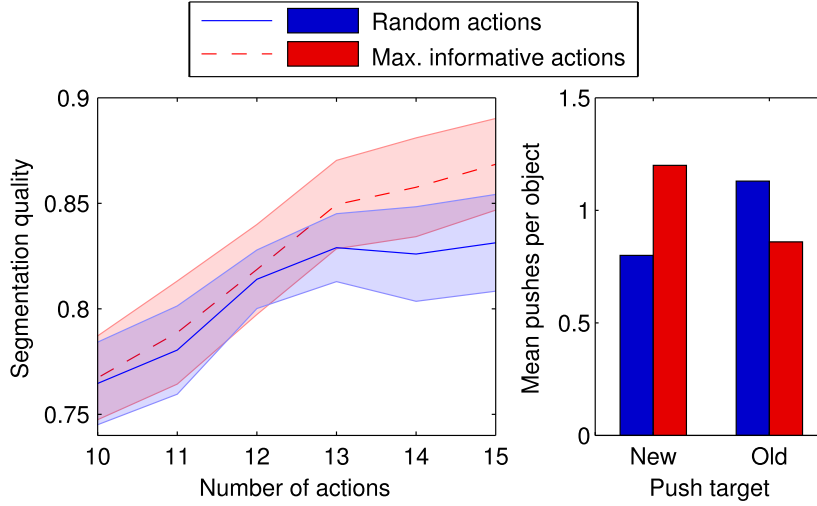 Random actions
Max. informative actions
Segmentation quality
0.9
0.85
0.8
0.75
10 11 12 13 14 15
Number of actions
Mean pushes per object
1.5
1
0.5
0
New Old
Push target